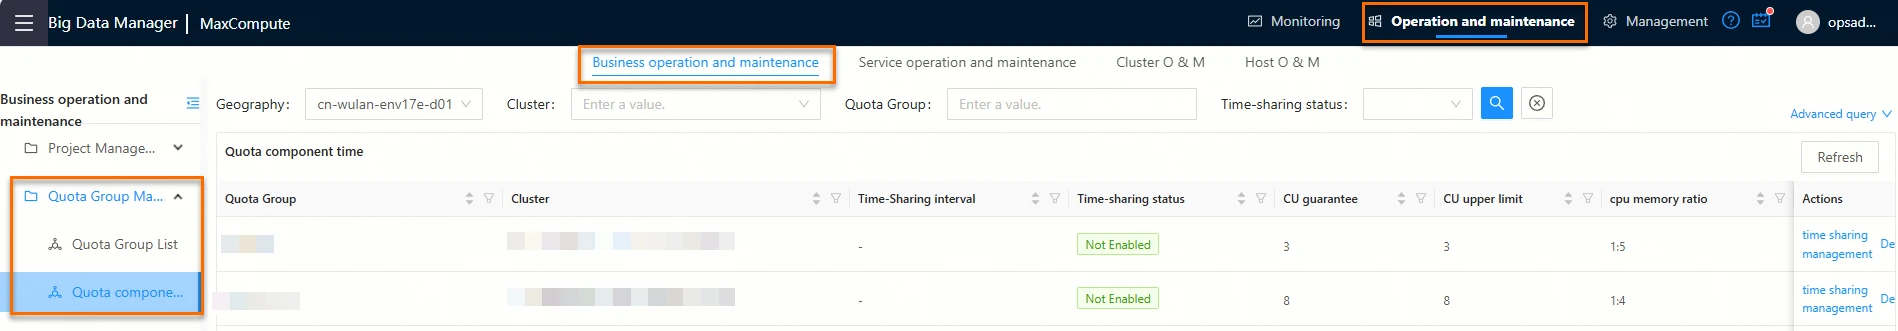 Big Data Manager | MaxCompute
Monitoring
Operation and maintenance
Management
opsad...
Business operation and maintenance
Service operation and maintenance
Cluster O & M
Host O & M
Business operation and
maintenance
Geography:
cn-wulan-env17e-d01
Cluster:
Enter a value.
Quota Group:
Enter a value.
Time-sharing status:
Advanced query
Project Manage...
Quota Group Ma...
Quota Group List
Quota compone...
Quota component time
Refresh
Quota Group
Cluster
Time-Sharing interval
Time-sharing status
CU guarantee
CU upper limit
cpu memory ratio
Actions
-
Not Enabled
3
3
1:5
time sharing
management
De
-
Not Enabled
8
8
1:4
time sharing
management
De